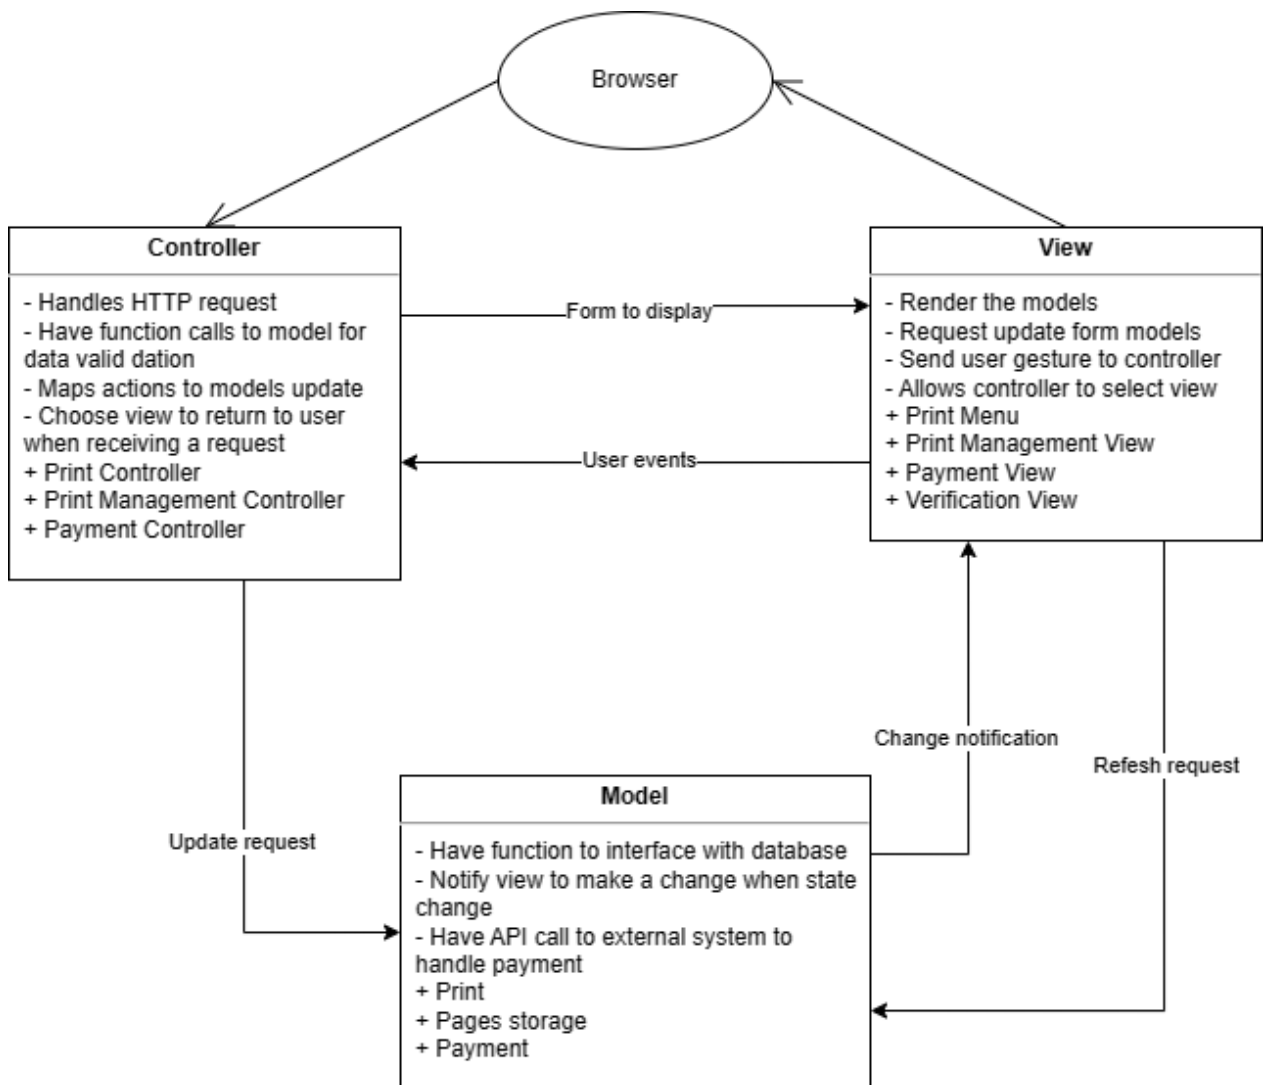 Browser
Controller
- Handles HTTP request
- Have function calls to model for
data valid dation
- Maps actions to models update
- Choose view to return to user
when receiving a request
+ Print Controller
+ Print Management Controller
+ Payment Controller
Form to display
User events
View
- Render the models
- Request update form models
- Send user gesture to controller
- Allows controller to select view
+ Print Menu
+ Print Management View
+ Payment View
+ Verification View
Change notification
Refesh request
Update request
Model
- Have function to interface with database
- Notify view to make a change when state
change
- Have API call to external system to
handle payment
+ Print
+ Pages storage
+ Payment